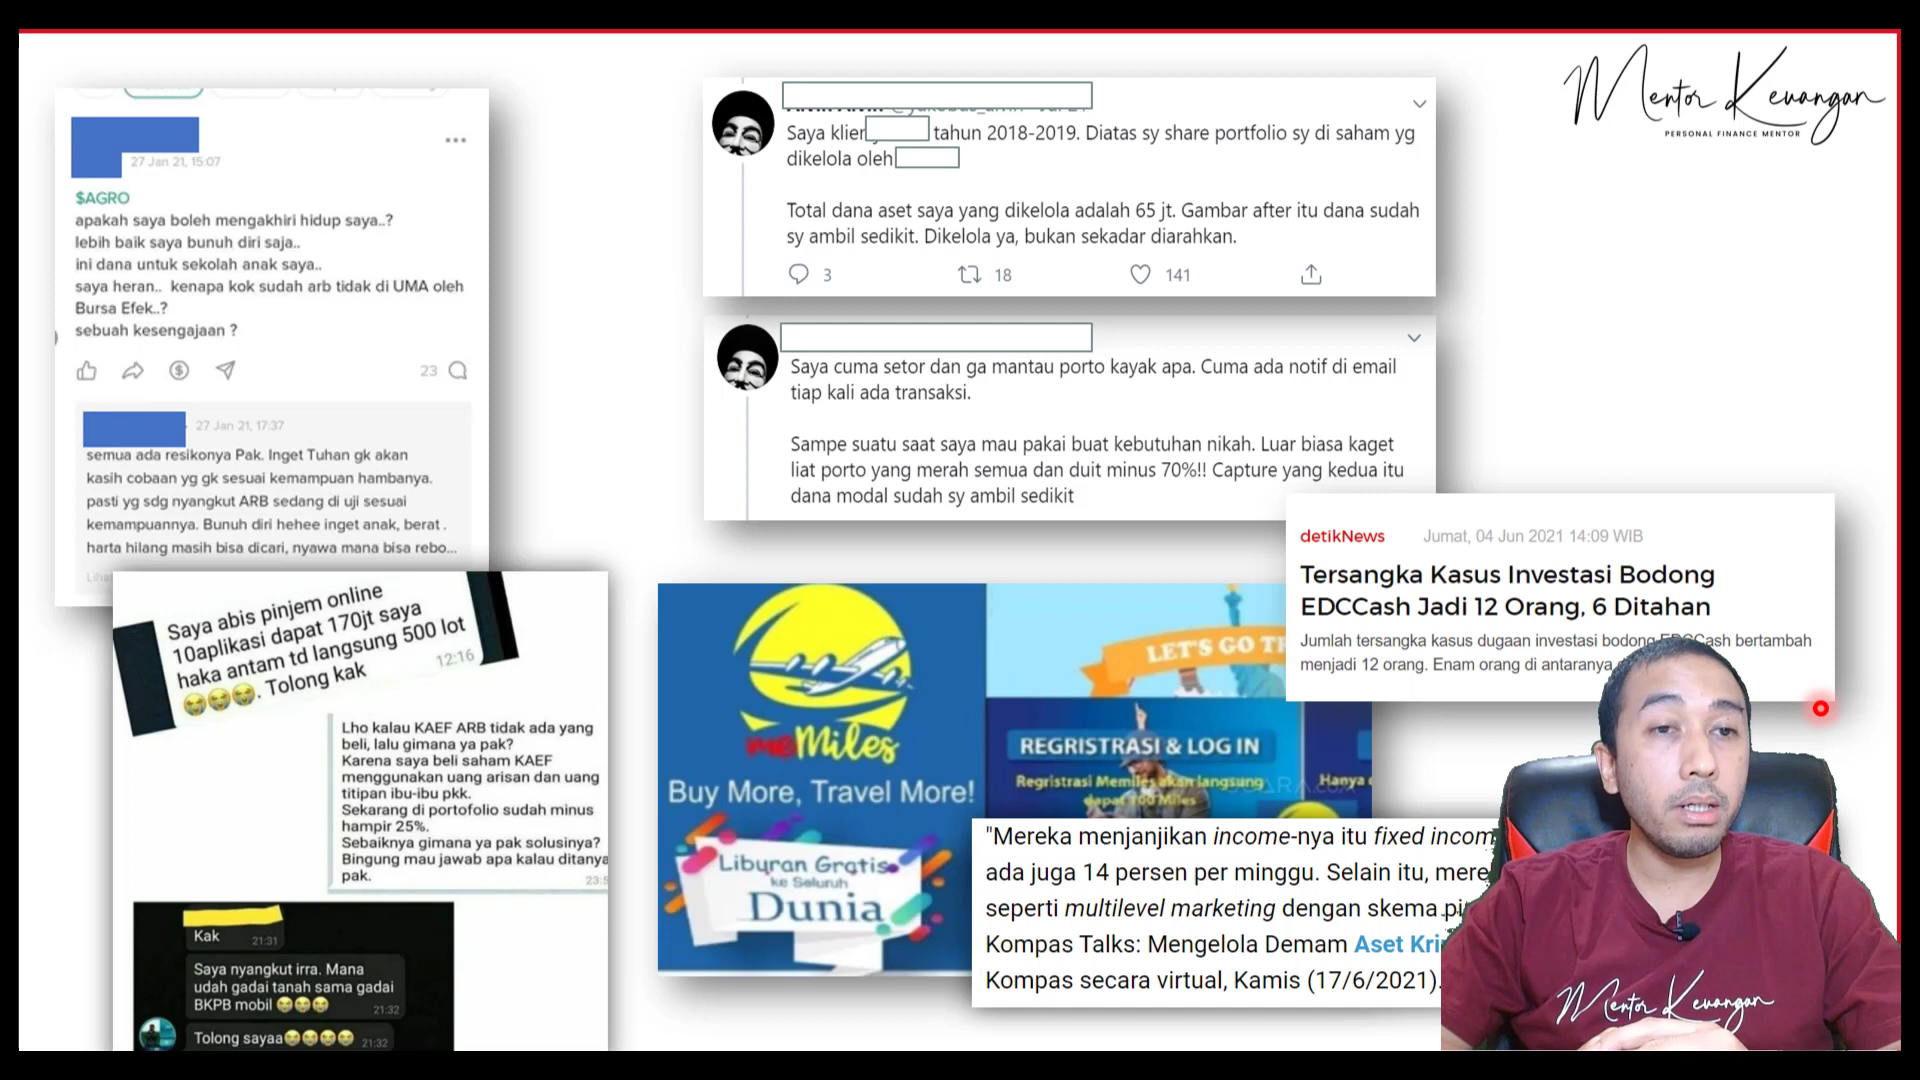 Mentor Keuangan
PERSONAL FINANCE MENTOR
27 Jan 21, 15:07
$AGRO
apakah saya boleh mengakhiri hidup saya..?
lebih baik saya bunuh diri saja..
ini dana untuk sekolah anak saya..
saya heran.. kenapa kok sudah arb tidak di UMA oleh
Bursa Efek..?
sebuah kesengajaan ?
23
27 Jan 21, 17:37
semua ada resikonya Pak. Inget Tuhan gk akan
kasih cobaan yg gk sesuai kemampuan hambanya.
pasti yg sdg nyangkut ARB sedang di uji sesuai
kemampuannya. Bunuh diri hehee inget anak, berat .
harta hilang masih bisa dicari, nyawa mana bisa rebo...
Saya abis pinjem online
10aplikasi dapat 170jt saya
haka antam td langsung 500 lot
😭😭😭. Tolong kak
12:16
Lho kalau KAEF ARB tidak ada yang
beli, lalu gimana ya pak?
Karena saya beli saham KAEF
menggunakan uang arisan dan uang
titipan ibu-ibu pkk.
Sekarang di portofolio sudah minus
hampir 25%.
Sebaiknya gimana ya pak solusinya?
Bingung mau jawab apa kalau ditanya
pak.
Kak
21:31
Saya nyangkut irra. Mana
udah gadai tanah sama gadai
BKPB mobil 😭😭😭
21:32
Tolong sayaa😭😭😭😭
21:32
Saya klien tahun 2018-2019. Diatas sy share portfolio sy di saham yg
dikelola oleh
Total dana aset saya yang dikelola adalah 65 jt. Gambar after itu dana sudah
sy ambil sedikit. Dikelola ya, bukan sekadar diarahkan.
3 18 141
Saya cuma setor dan ga mantau porto kayak apa. Cuma ada notif di email
tiap kali ada transaksi.
Sampe suatu saat saya mau pakai buat kebutuhan nikah. Luar biasa kaget
liat porto yang merah semua dan duit minus 70%!! Capture yang kedua itu
dana modal sudah sy ambil sedikit
detikNews Jumat, 04 Jun 2021 14:09 WIB
Tersangka Kasus Investasi Bodong
EDCCash Jadi 12 Orang, 6 Ditahan
Jumlah tersangka kasus dugaan investasi bodong EDCCash bertambah
menjadi 12 orang. Enam orang di antaranya
meMiles
Buy More, Travel More!
Liburan Gratis
ke Seluruh
Dunia
LET'S GO
REGRISTRASI & LOG IN
Regristrasi Memiles akan langsung
dapat 100 Miles
Hanya
"Mereka menjanjikan income-nya itu fixed incom
ada juga 14 persen per minggu. Selain itu, mere
seperti multilevel marketing dengan skema
Kompas Talks: Mengelola Demam Aset Kri
Kompas secara virtual, Kamis (17/6/2021).
Mentor Keuangan